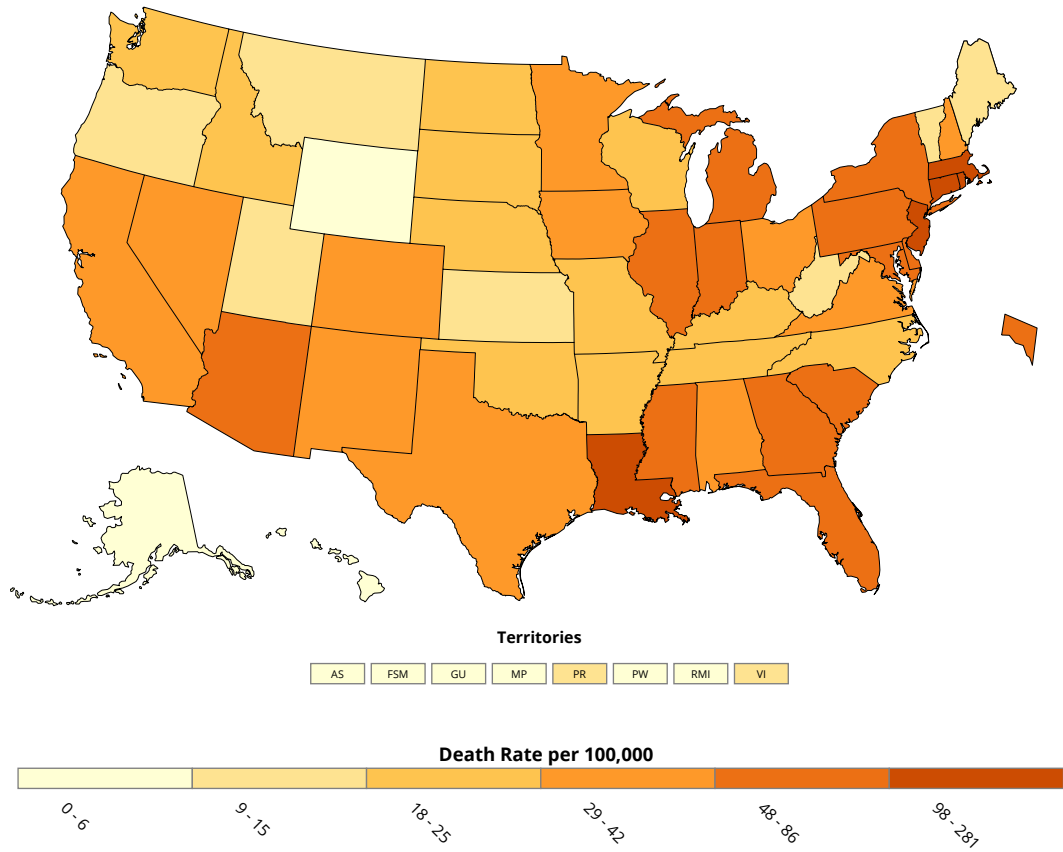 Territories
AS FSM GU MP PR PW RMI VI
Death Rate per 100,000
0 - 6 9 - 15 18 - 25 29 - 42 48 - 86 98 - 281